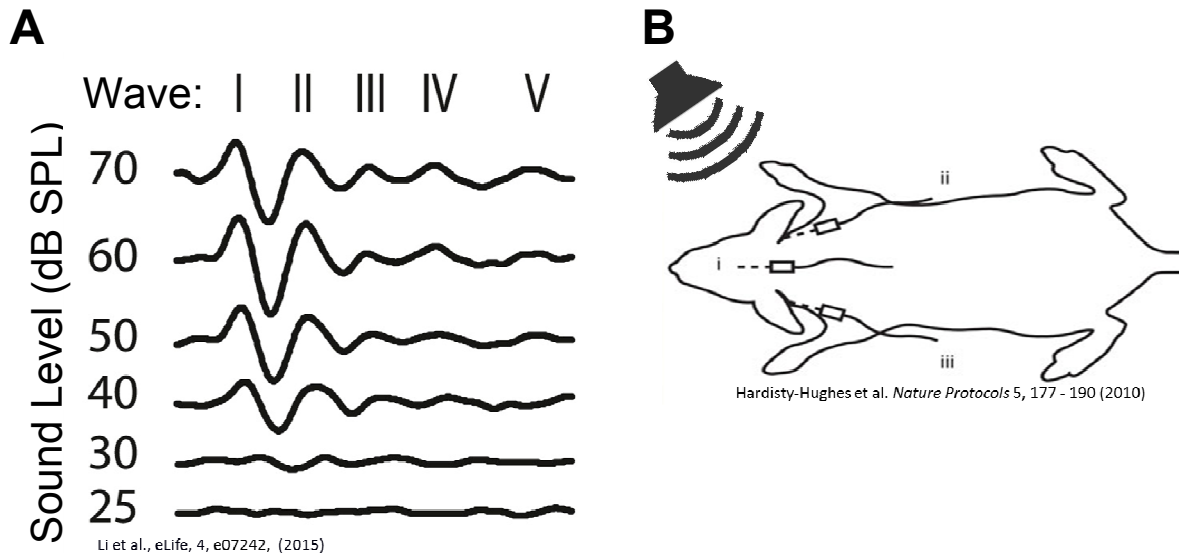 A
Wave: I II III IV V
Sound Level (dB SPL)
70
60
50
40
30
25
Li et al., eLife, 4, e07242, (2015)
B
ii
i
iii
Hardisty-Hughes et al. Nature Protocols 5, 177 - 190 (2010)